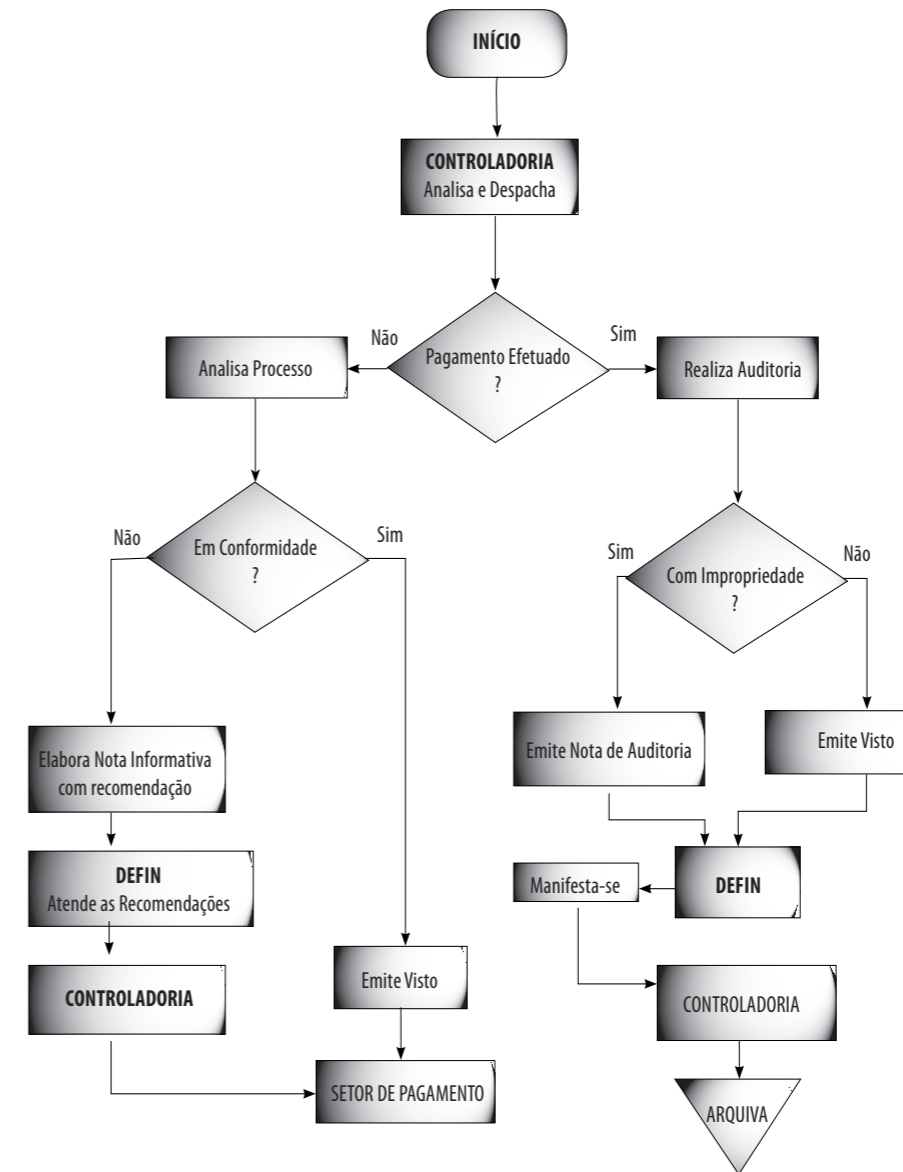 INÍCIO
CONTROLADORIA
Analisa e Despacha
Não
Pagamento Efetuado
?
Sim
Analisa Processo
Realiza Auditoria
Não
Em Conformidade
?
Sim
Sim
Com Impropriedade
?
Não
Elabora Nota Informativa
com recomendação
Emite Nota de Auditoria
Emite Visto
DEFIN
Atende as Recomendações
Manifesta-se
DEFIN
CONTROLADORIA
Emite Visto
CONTROLADORIA
SETOR DE PAGAMENTO
ARQUIVA